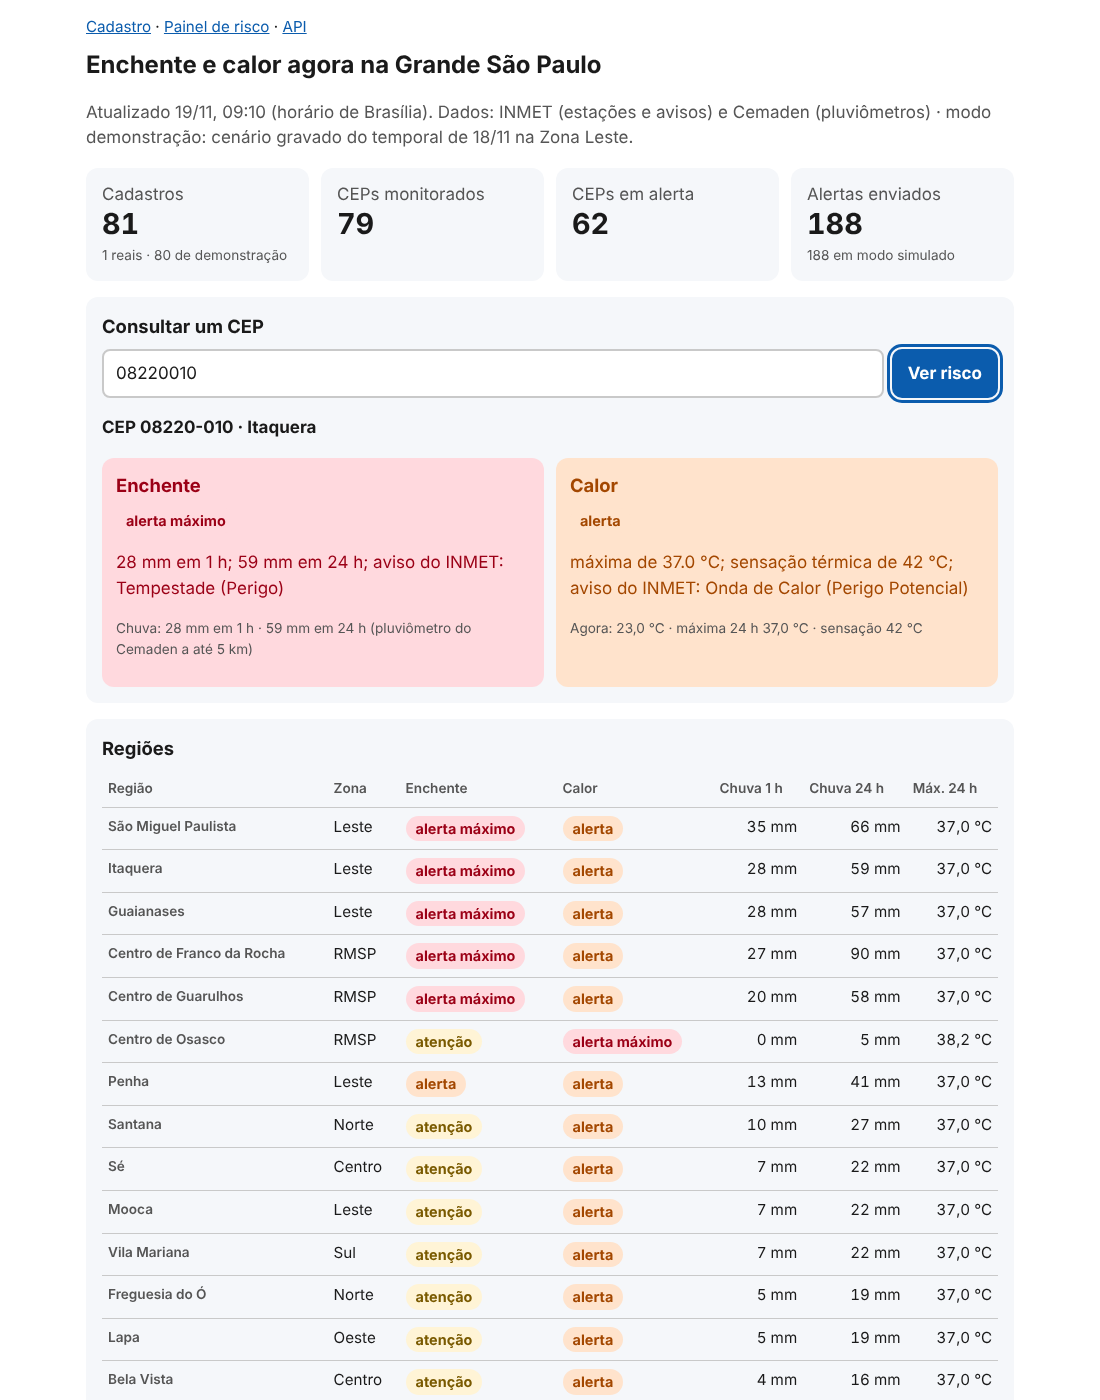 Cadastro · Painel de risco · API
Enchente e calor agora na Grande São Paulo
Atualizado 19/11, 09:10 (horário de Brasília). Dados: INMET (estações e avisos) e Cemaden (pluviômetros) · modo
demonstração: cenário gravado do temporal de 18/11 na Zona Leste.
Cadastros
81
1 reais · 80 de demonstração
CEPs monitorados
79
CEPs em alerta
62
Alertas enviados
188
188 em modo simulado
Consultar um CEP
08220010
Ver risco
CEP 08220-010 · Itaquera
Enchente
alerta máximo
28 mm em 1 h; 59 mm em 24 h; aviso do INMET:
Tempestade (Perigo)
Chuva: 28 mm em 1 h · 59 mm em 24 h (pluviômetro do
Cemaden a até 5 km)
Calor
alerta
máxima de 37.0 °C; sensação térmica de 42 °C;
aviso do INMET: Onda de Calor (Perigo Potencial)
Agora: 23,0 °C · máxima 24 h 37,0 °C · sensação 42 °C
Regiões
Região Zona Enchente Calor Chuva 1 h Chuva 24 h Máx. 24 h
São Miguel Paulista Leste alerta máximo alerta 35 mm 66 mm 37,0 °C
Itaquera Leste alerta máximo alerta 28 mm 59 mm 37,0 °C
Guaianases Leste alerta máximo alerta 28 mm 57 mm 37,0 °C
Centro de Franco da Rocha RMSP alerta máximo alerta 27 mm 90 mm 37,0 °C
Centro de Guarulhos RMSP alerta máximo alerta 20 mm 58 mm 37,0 °C
Centro de Osasco RMSP atenção alerta máximo 0 mm 5 mm 38,2 °C
Penha Leste alerta alerta 13 mm 41 mm 37,0 °C
Santana Norte atenção alerta 10 mm 27 mm 37,0 °C
Sé Centro atenção alerta 7 mm 22 mm 37,0 °C
Mooca Leste atenção alerta 7 mm 22 mm 37,0 °C
Vila Mariana Sul atenção alerta 7 mm 22 mm 37,0 °C
Freguesia do Ó Norte atenção alerta 5 mm 19 mm 37,0 °C
Lapa Oeste atenção alerta 5 mm 19 mm 37,0 °C
Bela Vista Centro atenção alerta 4 mm 16 mm 37,0 °C